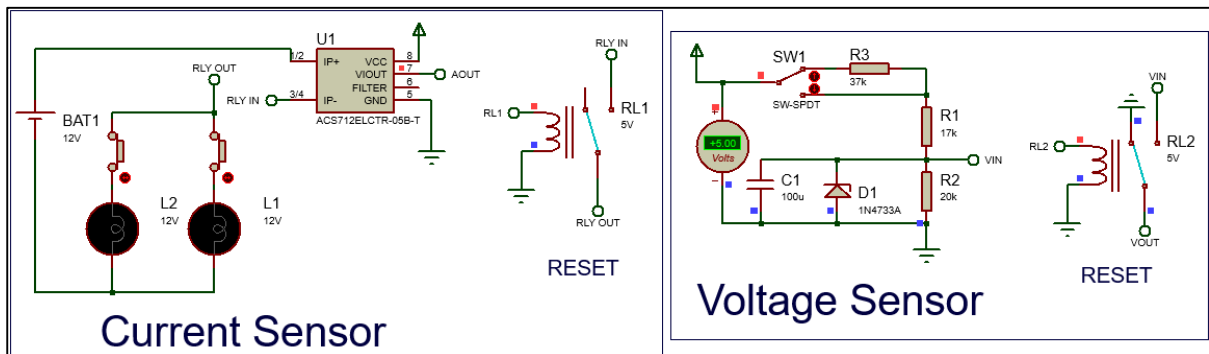 U1
1/2
IP+
VCC
8
VIOUT
7
AOUT
FILTER
6
3/4
IP-
GND
5
ACS712ELCTR-05B-T
RLY OUT
RLY IN
BAT1
12V
L2
12V
L1
12V
RLY IN
RL1
RL1
5V
RLY OUT
RESET
Current Sensor
SW1
SW-SPDT
R3
37k
R1
17k
+5.00
Volts
VIN
C1
100u
D1
1N4733A
R2
20k
VIN
RL2
RL2
5V
VOUT
RESET
Voltage Sensor